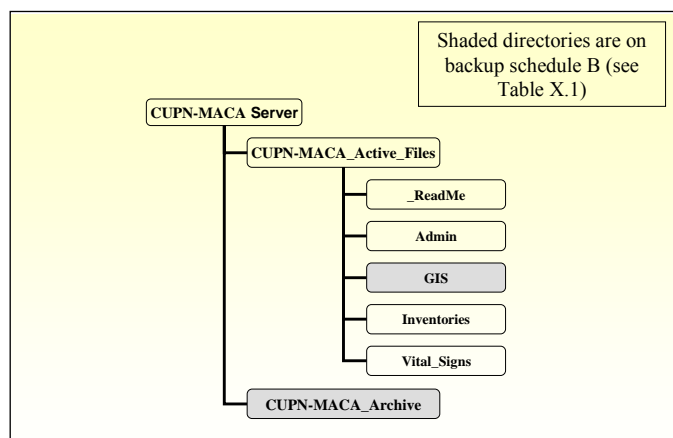 Shaded directories are on
backup schedule B (see
Table X.1)
CUPN-MACA Server
CUPN-MACA_Active_Files
_ReadMe
Admin
GIS
Inventories
Vital_Signs
CUPN-MACA_Archive